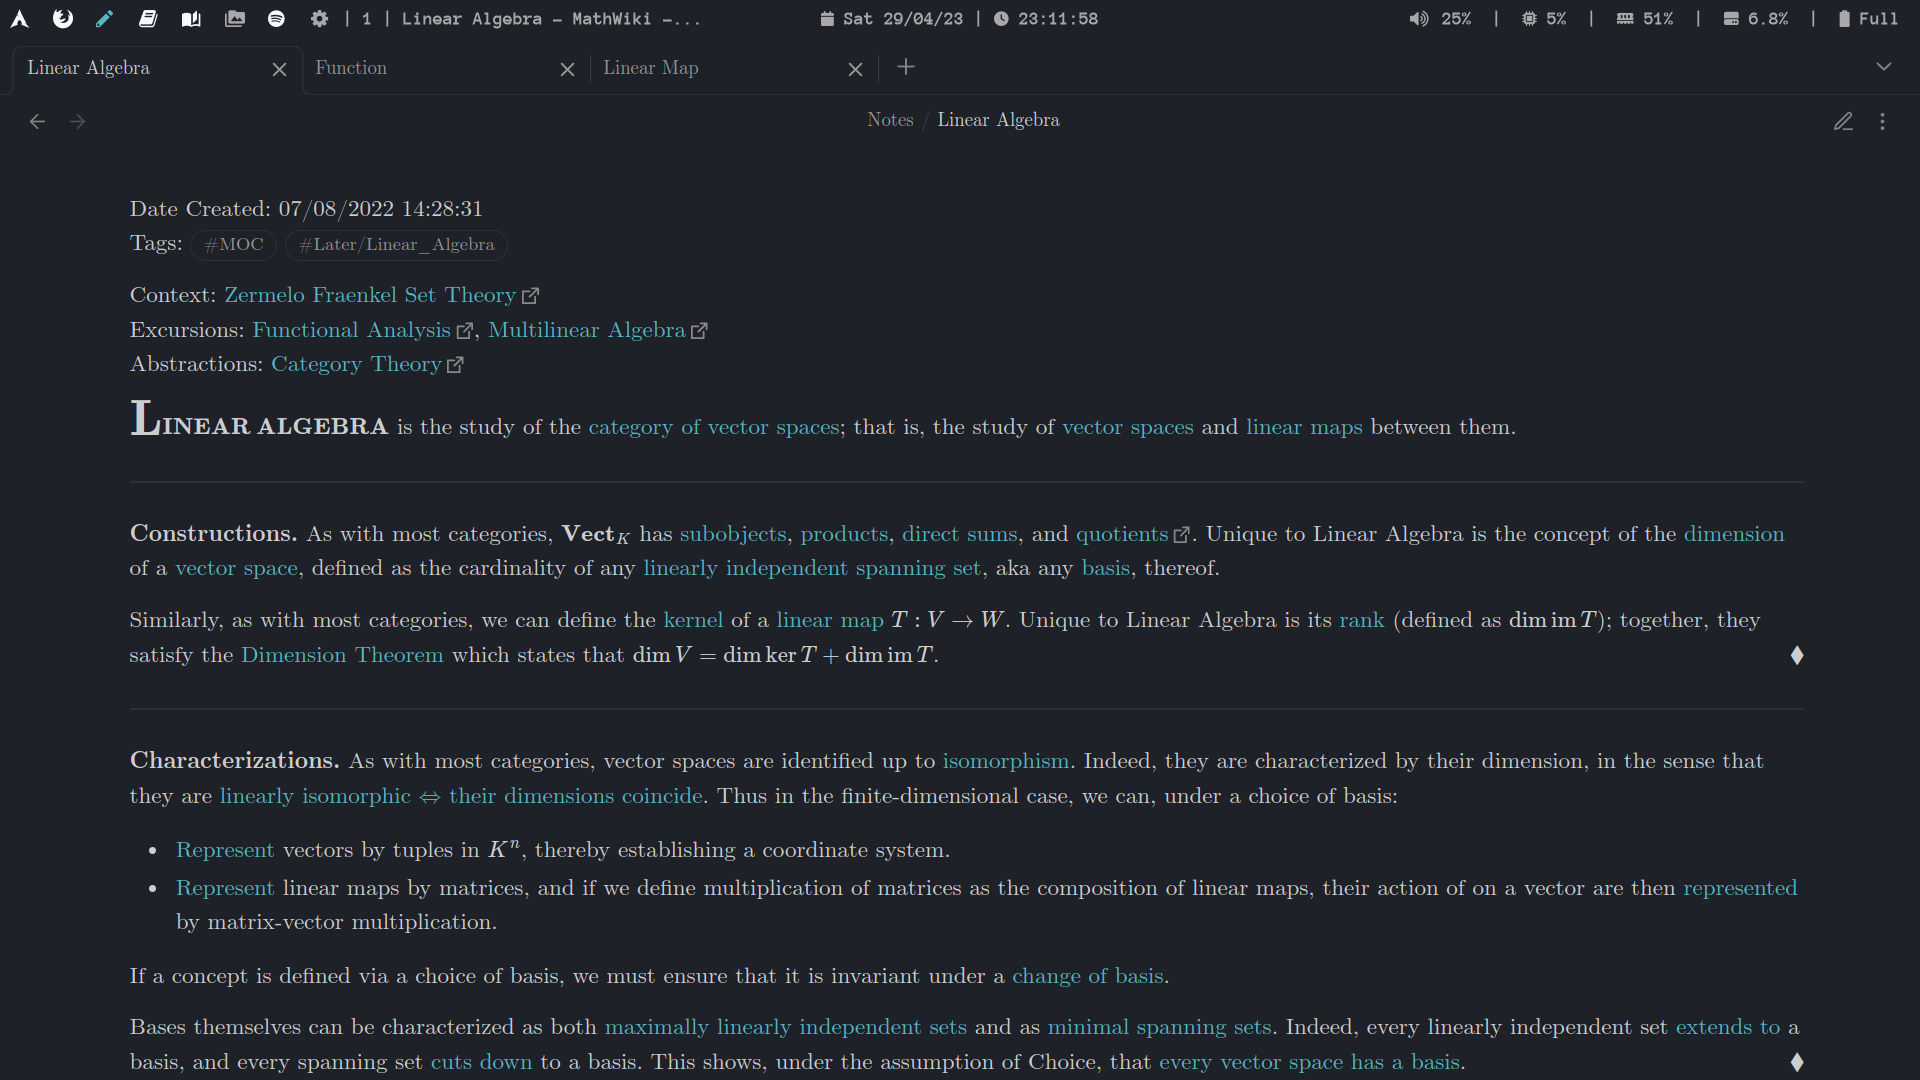 | 1 | Linear Algebra - MathWiki -... Sat 29/04/23 | 23:11:58 25% | 5% | 51% | 6.8% | Full
Linear Algebra Function Linear Map
Notes / Linear Algebra
Date Created: 07/08/2022 14:28:31
Tags: #MOC #Later/Linear_Algebra
Context: Zermelo Fraenkel Set Theory
Excursions: Functional Analysis, Multilinear Algebra
Abstractions: Category Theory
LINEAR ALGEBRA is the study of the category of vector spaces; that is, the study of vector spaces and linear maps between them.
Constructions. As with most categories, Vect_K has subobjects, products, direct sums, and quotients. Unique to Linear Algebra is the concept of the dimension
of a vector space, defined as the cardinality of any linearly independent spanning set, aka any basis, thereof.
Similarly, as with most categories, we can define the kernel of a linear map T : V → W. Unique to Linear Algebra is its rank (defined as dim im T); together, they
satisfy the Dimension Theorem which states that dim V = dim ker T + dim im T. ♦
Characterizations. As with most categories, vector spaces are identified up to isomorphism. Indeed, they are characterized by their dimension, in the sense that
they are linearly isomorphic ⇔ their dimensions coincide. Thus in the finite-dimensional case, we can, under a choice of basis:
• Represent vectors by tuples in Kⁿ, thereby establishing a coordinate system.
• Represent linear maps by matrices, and if we define multiplication of matrices as the composition of linear maps, their action of on a vector are then represented
by matrix-vector multiplication.
If a concept is defined via a choice of basis, we must ensure that it is invariant under a change of basis.
Bases themselves can be characterized as both maximally linearly independent sets and as minimal spanning sets. Indeed, every linearly independent set extends to a
basis, and every spanning set cuts down to a basis. This shows, under the assumption of Choice, that every vector space has a basis. ♦